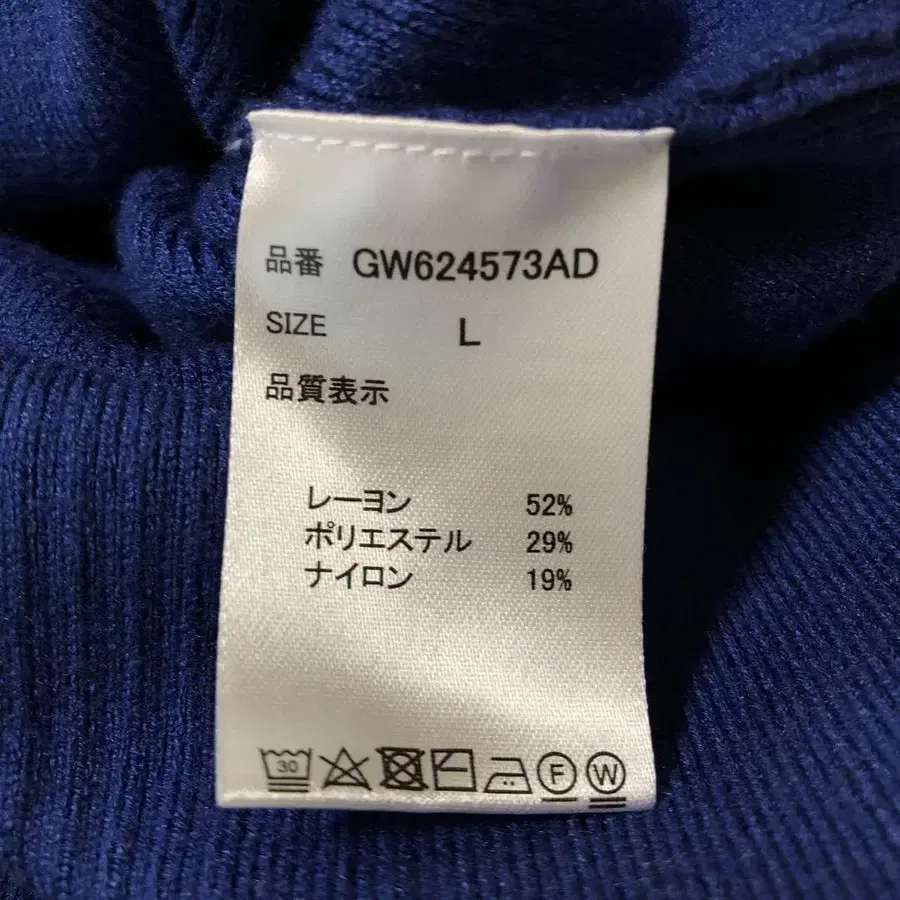 品番 GW624573AD
SIZE L
品質表示
レーヨン 52%
ポリエステル 29%
ナイロン 19%
30 F W